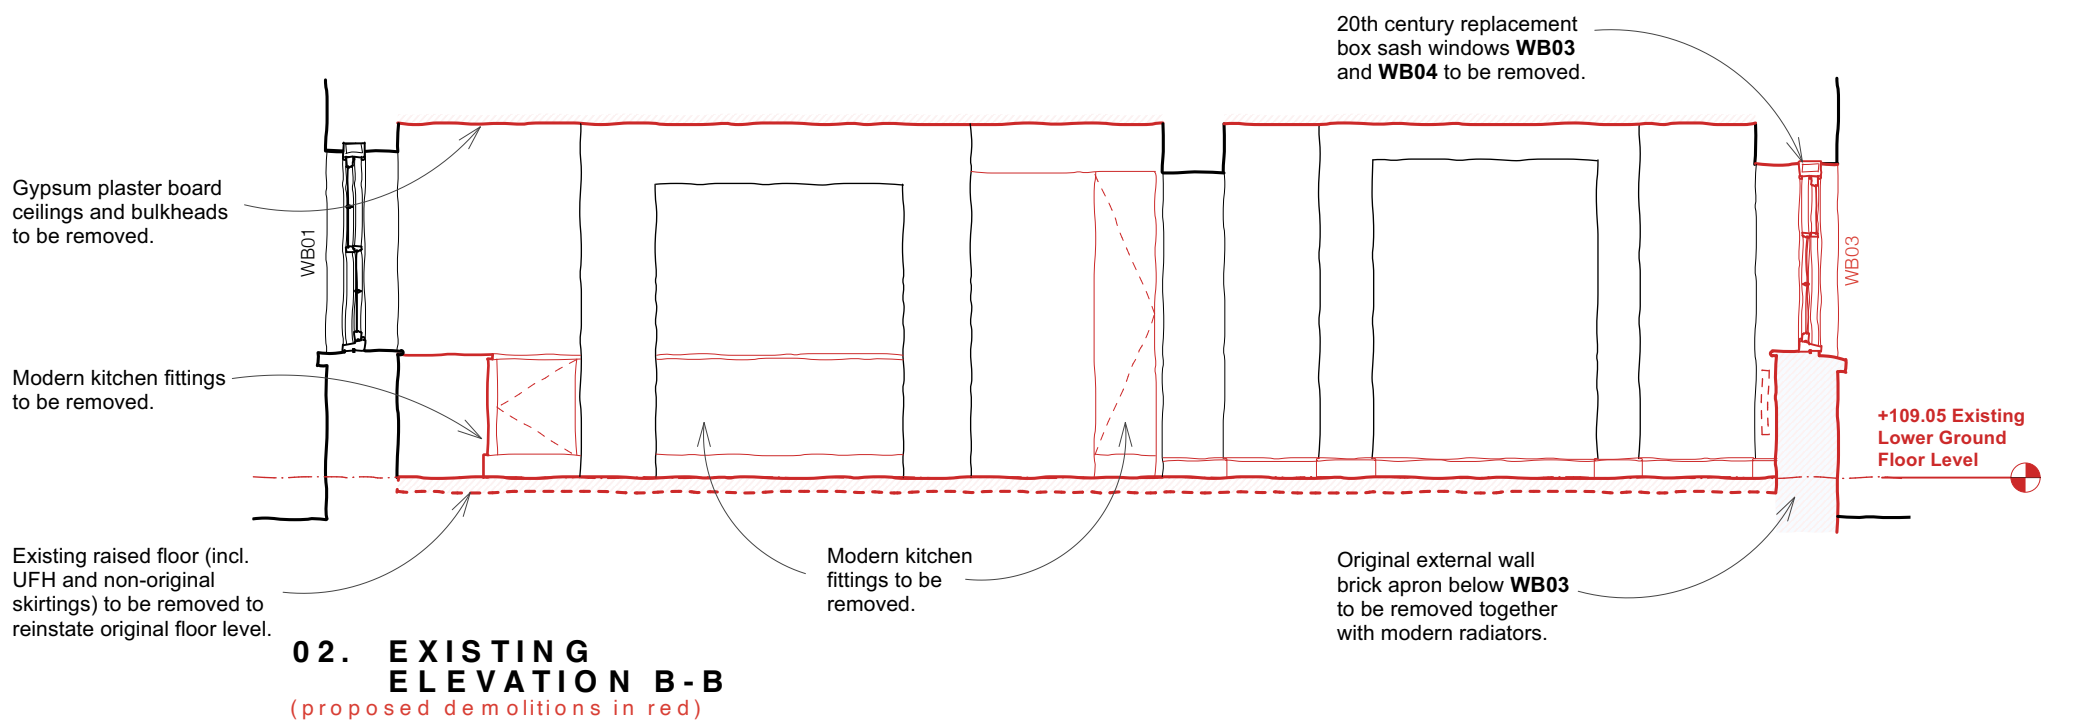 20th century replacement
box sash windows WB03
and WB04 to be removed.
Gypsum plaster board
ceilings and bulkheads
to be removed.
WB01
WB03
Modern kitchen fittings
to be removed.
+109.05 Existing
Lower Ground
Floor Level
Existing raised floor (incl.
UFH and non-original
skirtings) to be removed to
reinstate original floor level.
Modern kitchen
fittings to be
removed.
Original external wall
brick apron below WB03
to be removed together
with modern radiators.
02. EXISTING
ELEVATION B-B
(proposed demolitions in red)